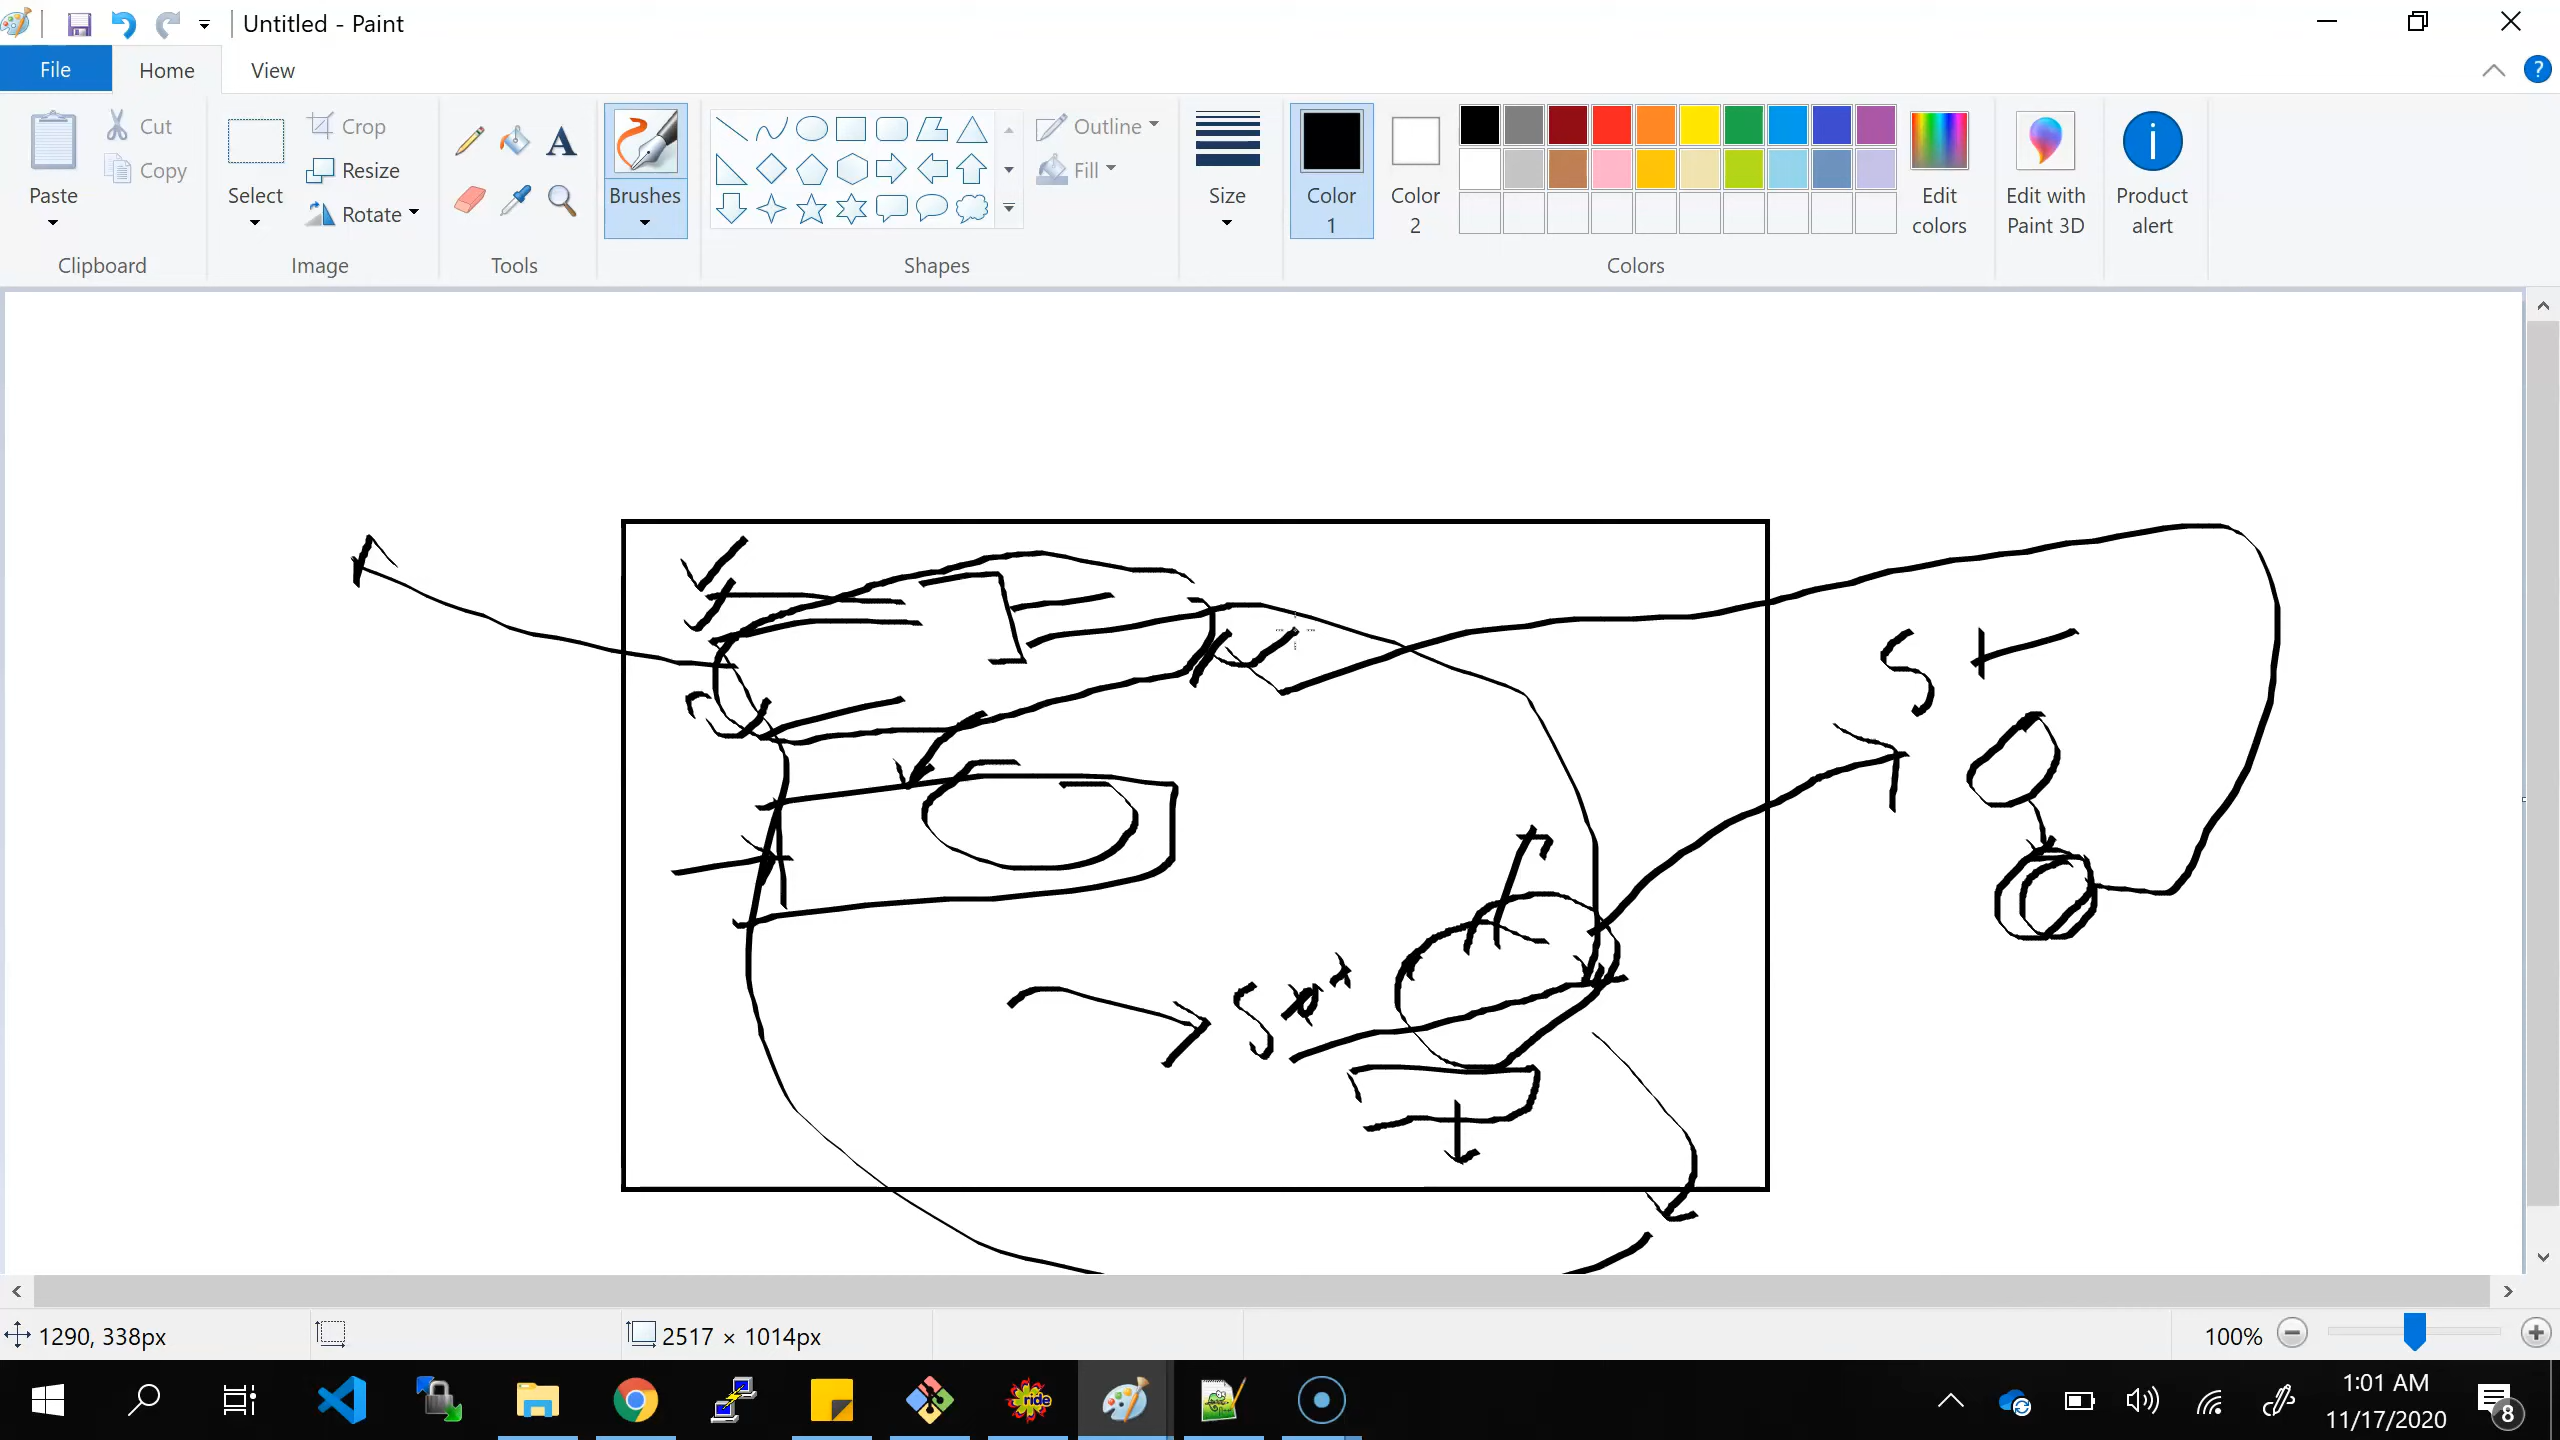 Untitled - Paint
File
Home
View
Paste
Cut
Copy
Clipboard
Select
Crop
Resize
Rotate
Image
A
Tools
Brushes
Shapes
Outline
Fill
Size
Color
1
Color
2
Colors
Edit
colors
Edit with
Paint 3D
Product
alert
1290, 338px
2517 × 1014px
100%
ride
1:01 AM
11/17/2020
8